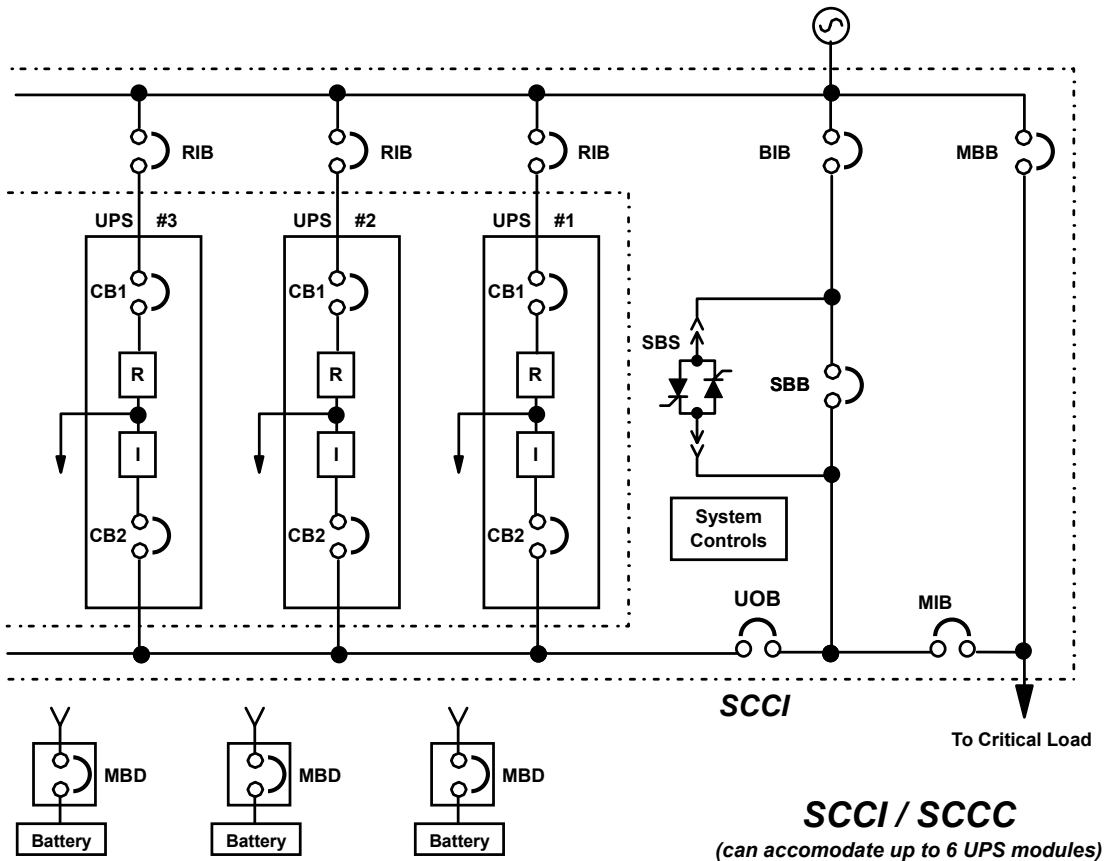 RIB RIB RIB BIB MBB
UPS #3 UPS #2 UPS #1
CB1 CB1 CB1
SBS
R R R SBB
I I I
System
Controls
CB2 CB2 CB2
UOB MIB
SCCI
To Critical Load
MBD MBD MBD
Battery Battery Battery
SCCI / SCCC
(can accomodate up to 6 UPS modules)